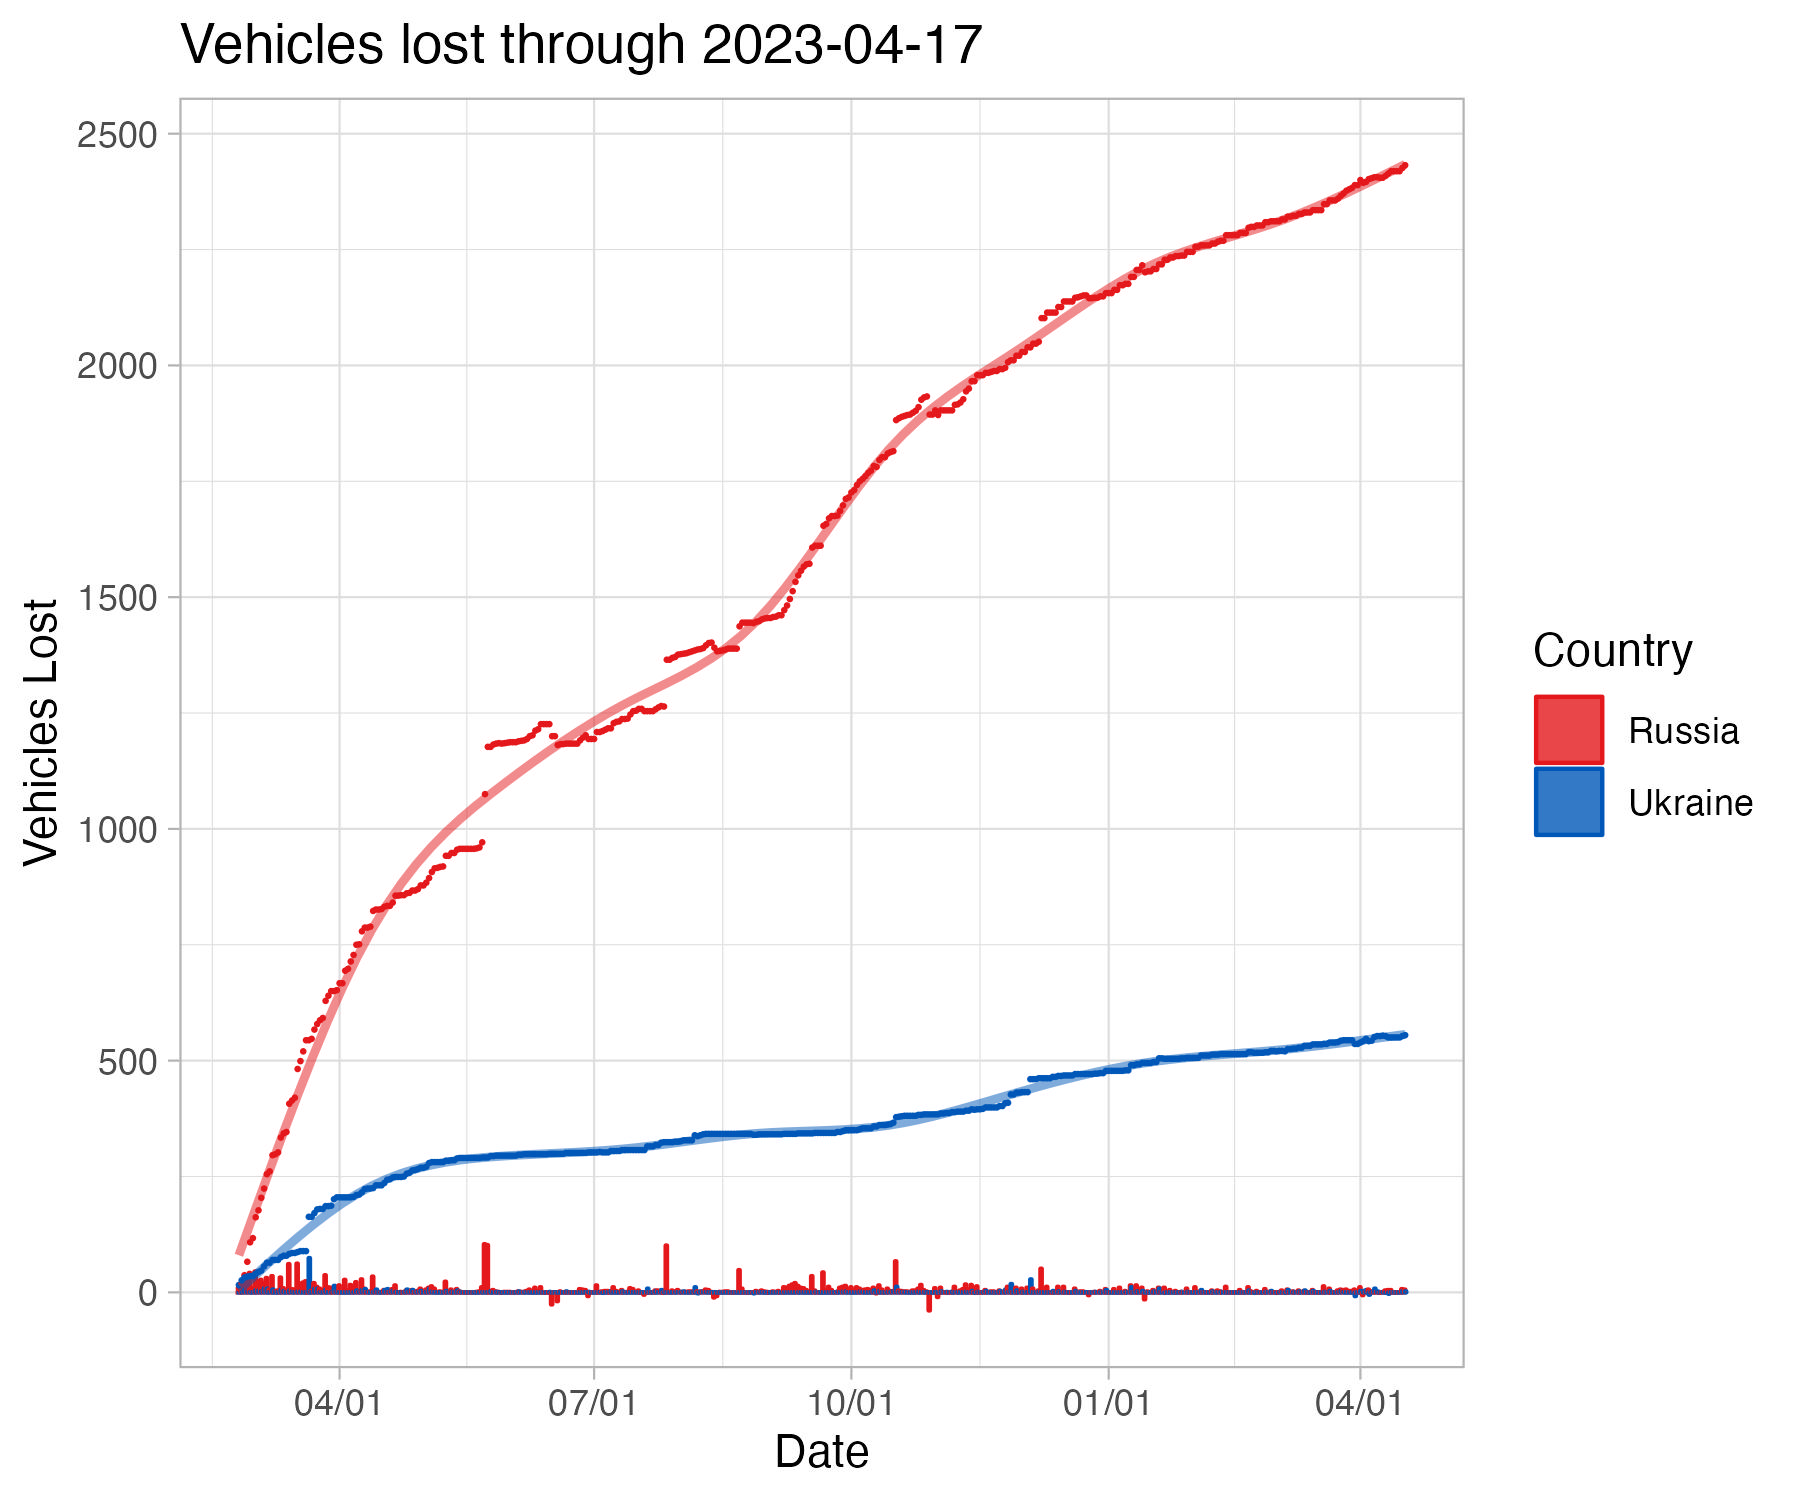 Vehicles lost through 2023-04-17
Vehicles Lost
2500
2000
1500
1000
500
0
04/01
07/01
10/01
01/01
04/01
Date
Country
Russia
Ukraine